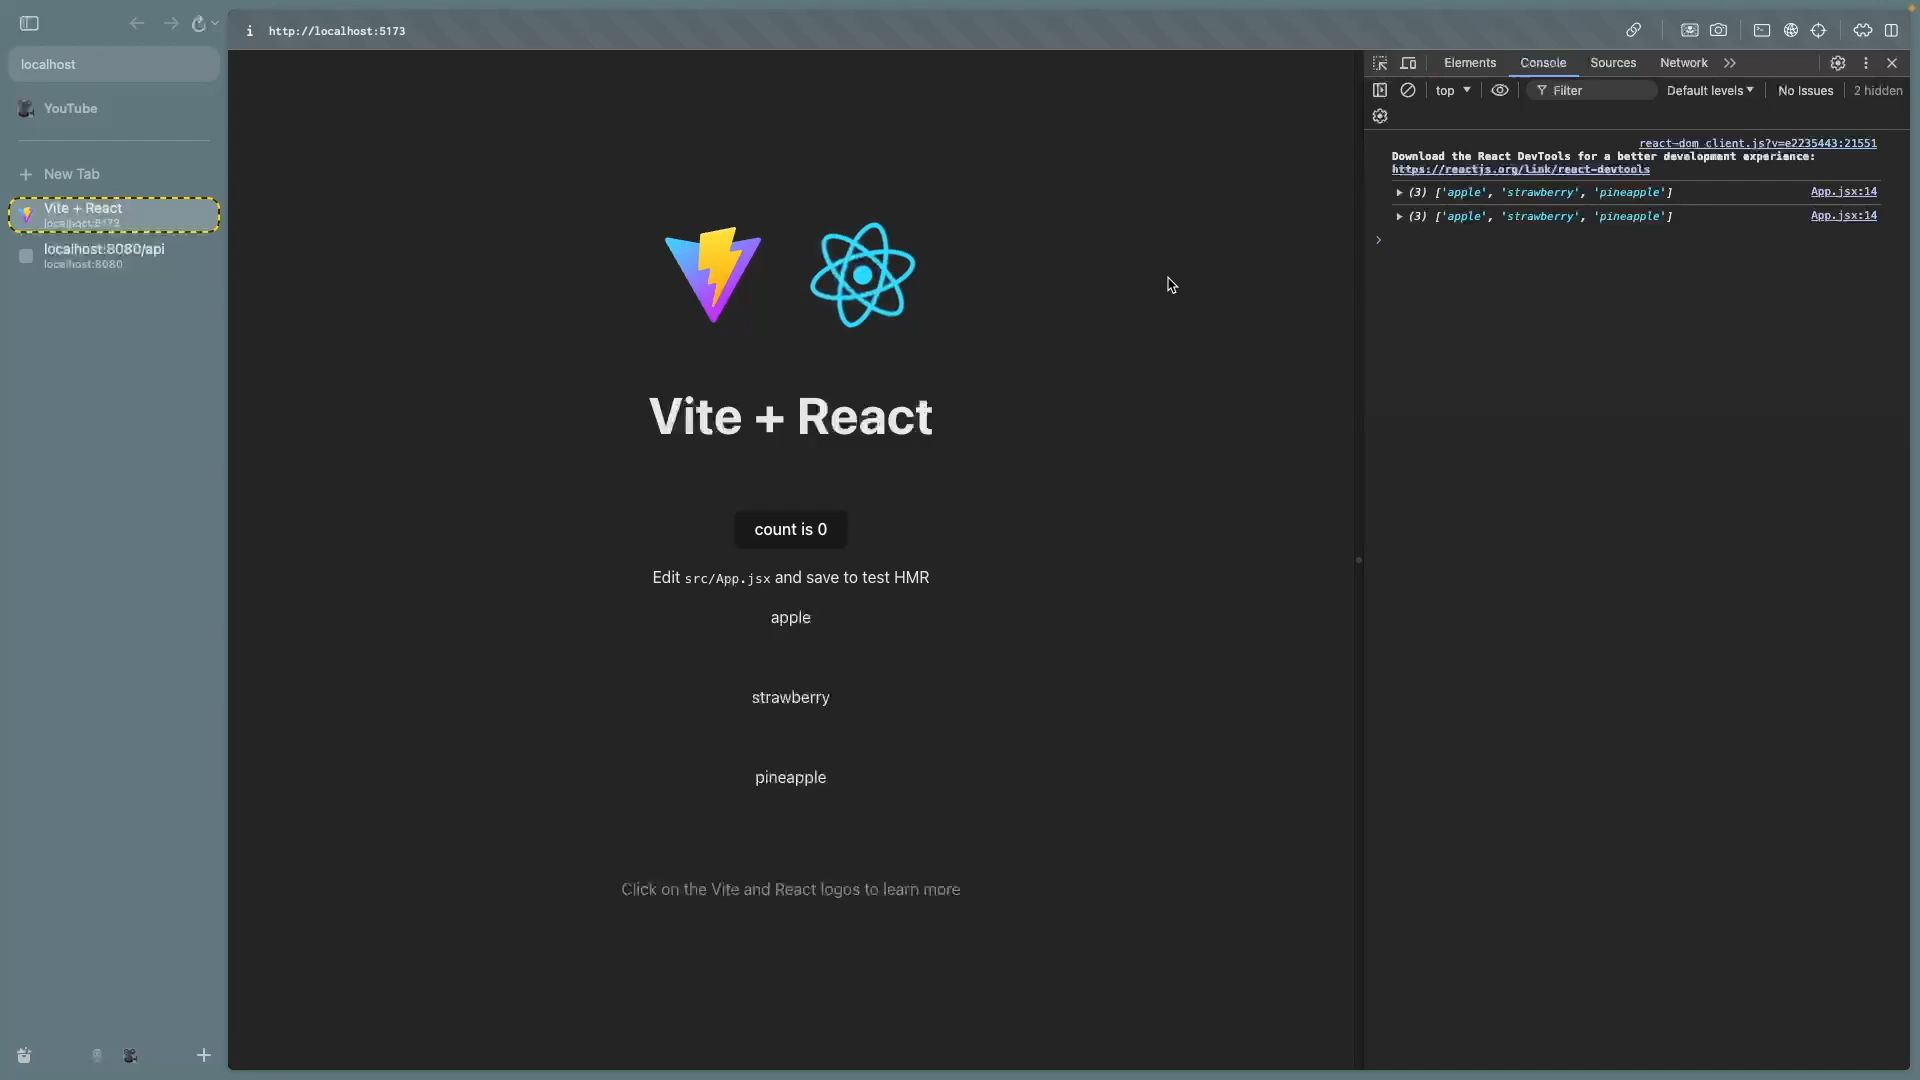 http://localhost:5173
localhost
YouTube
New Tab
Vite + React
localhost:5173
localhost:8080/api
localhost:8080
Vite + React
count is 0
Edit src/App.jsx and save to test HMR
apple
strawberry
pineapple
Click on the Vite and React logos to learn more
Elements Console Sources Network
top Filter Default levels No Issues 2 hidden
react-dom_client.js?v=e2235443:21551
Download the React DevTools for a better development experience:
https://reactjs.org/link/react-devtools
(3) ['apple', 'strawberry', 'pineapple'] App.jsx:14
(3) ['apple', 'strawberry', 'pineapple'] App.jsx:14